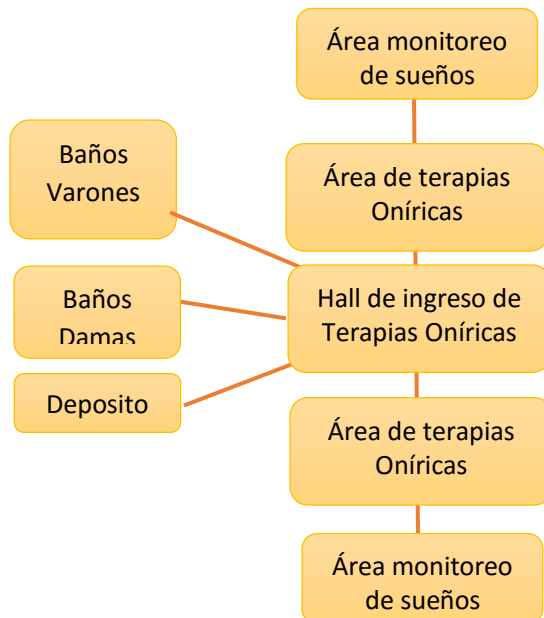 Área monitoreo
de sueños
Baños
Varones
Área de terapias
Oníricas
Baños
Damas
Hall de ingreso de
Terapias Oníricas
Deposito
Área de terapias
Oníricas
Área monitoreo
de sueños